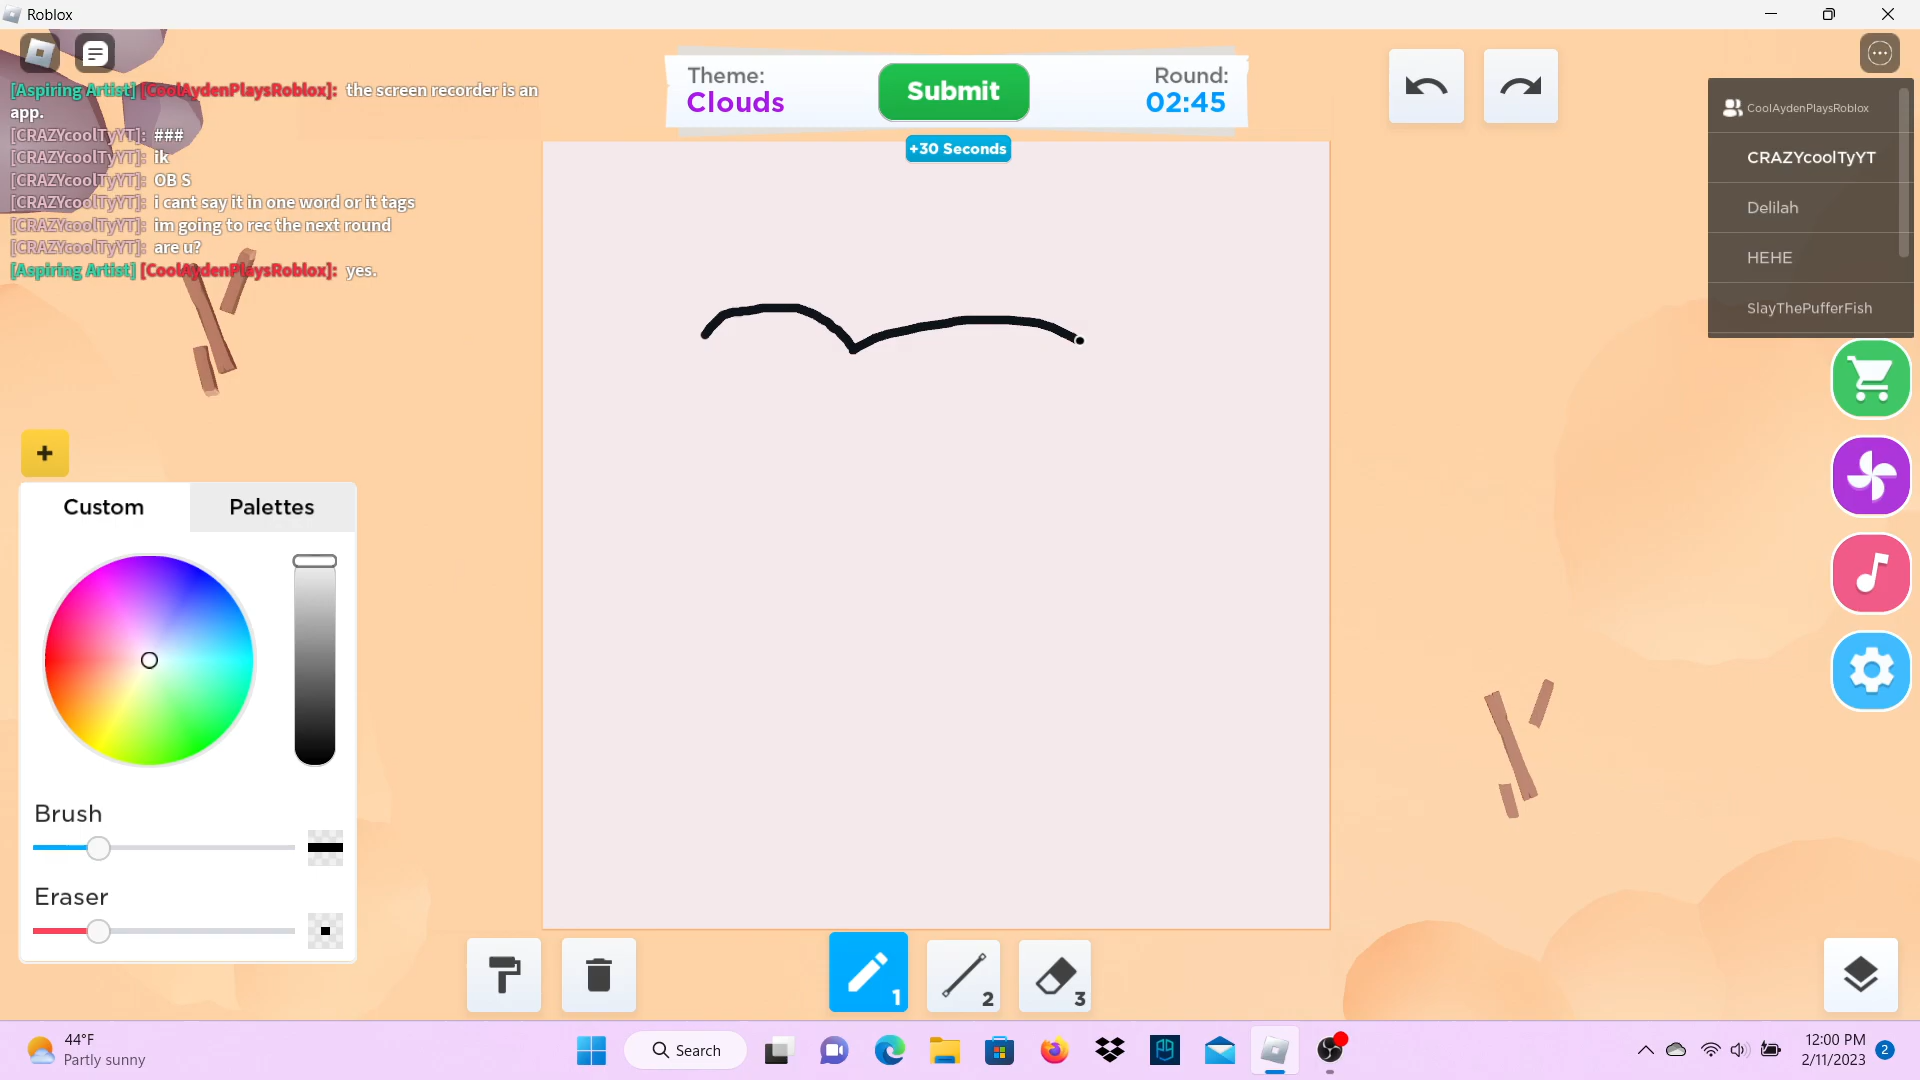 Roblox
[Aspiring Artist] [CoolAydenPlaysRoblox]: the screen recorder is an
app.
[CRAZYcoolTyYT]: ###
[CRAZYcoolTyYT]: ik
[CRAZYcoolTyYT]: OB S
[CRAZYcoolTyYT]: i cant say it in one word or it tags
[CRAZYcoolTyYT]: im going to rec the next round
[CRAZYcoolTyYT]: are u?
[Aspiring Artist] [CoolAydenPlaysRoblox]: yes.
Theme:
Clouds
Submit
Round:
02:45
+30 Seconds
CoolAydenPlaysRoblox
CRAZYcoolTyYT
Delilah
HEHE
SlayThePufferFish
+
Custom
Palettes
Brush
Eraser
1
2
3
44°F
Partly sunny
Search
12:00 PM
2/11/2023
2